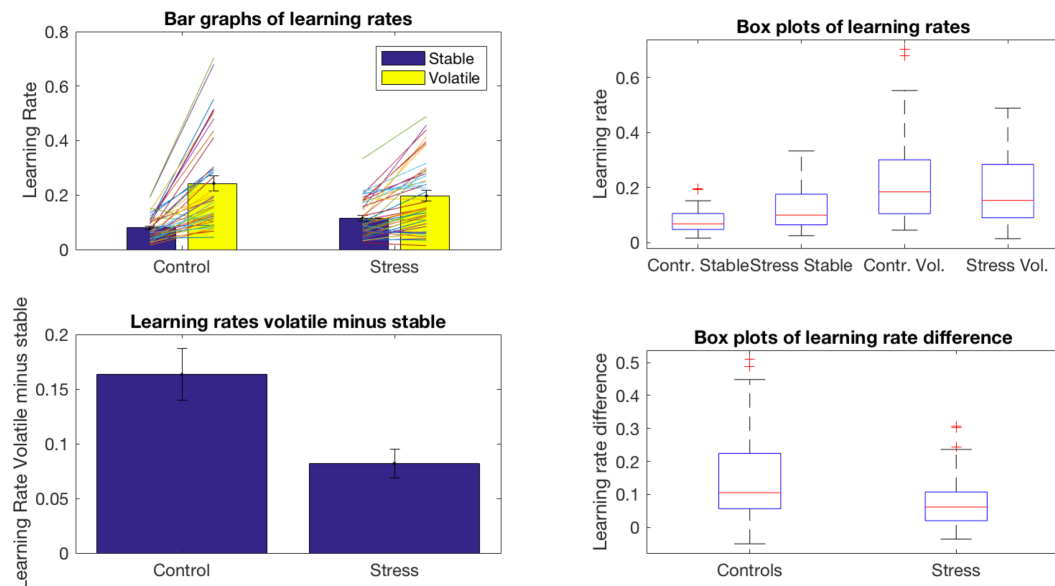 Bar graphs of learning rates
Learning Rate
0.8
0.6
0.4
0.2
0
Stable
Volatile
Control
Stress
Box plots of learning rates
Learning rate
0.6
0.4
0.2
0
Contr. Stable
Stress Stable
Contr. Vol.
Stress Vol.
Learning rates volatile minus stable
Learning Rate Volatile minus stable
0.2
0.15
0.1
0.05
0
Control
Stress
Box plots of learning rate difference
Learning rate difference
0.5
0.4
0.3
0.2
0.1
0
Controls
Stress